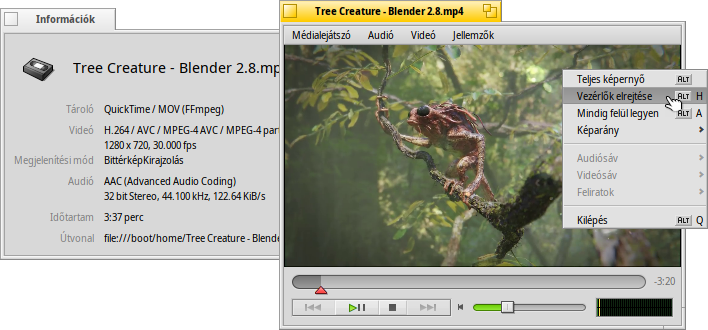 Információk
Tree Creature - Blender 2.8.mp
Tároló QuickTime / MOV (FFmpeg)
Videó H.264 / AVC / MPEG-4 AVC / MPEG-4 par
1280 x 720, 30.000 fps
Megjelenítési mód BittérképKirajzolás
Audió AAC (Advanced Audio Coding)
32 bit Stereo, 44.100 kHz, 122.64 KiB/s
Időtartam 3:37 perc
Útvonal file:///boot/home/Tree Creature - Blende
Tree Creature - Blender 2.8.mp4
Médialejátszó Audió Videó Jellemzők
Teljes képernyő ALT
Vezérlők elrejtése ALT H
Mindig felül legyen ALT A
Képarány
Audiósáv
Videósáv
Feliratok
Kilépés ALT Q
-3:20